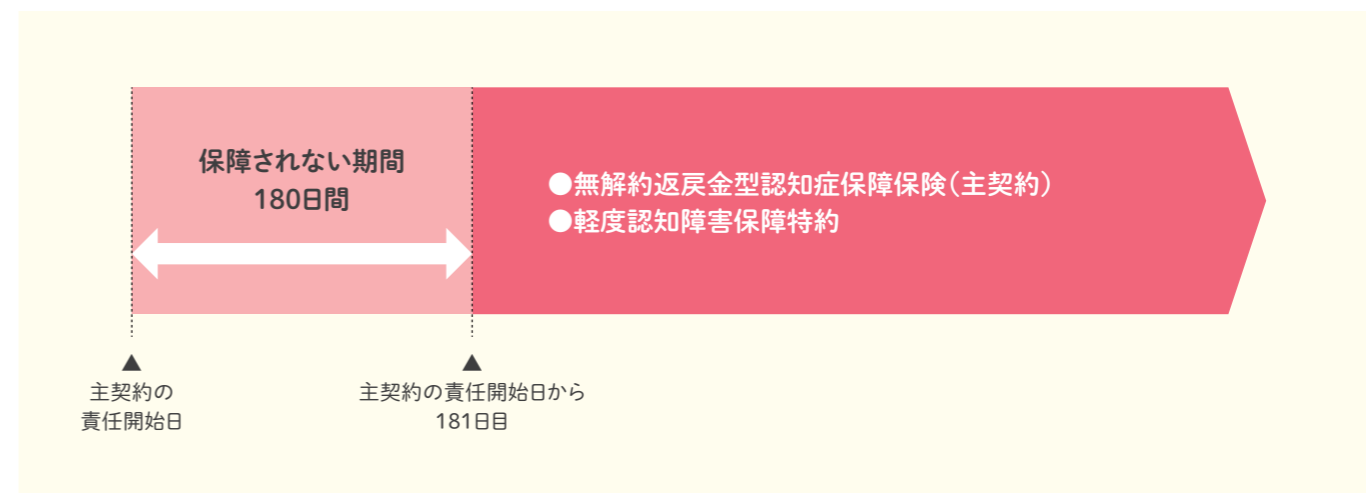 保障されない期間
180日間
●無解約返戻金型認知症保障保険(主契約)
●軽度認知障害保障特約
▲
主契約の
責任開始日
▲
主契約の責任開始日から
181日目